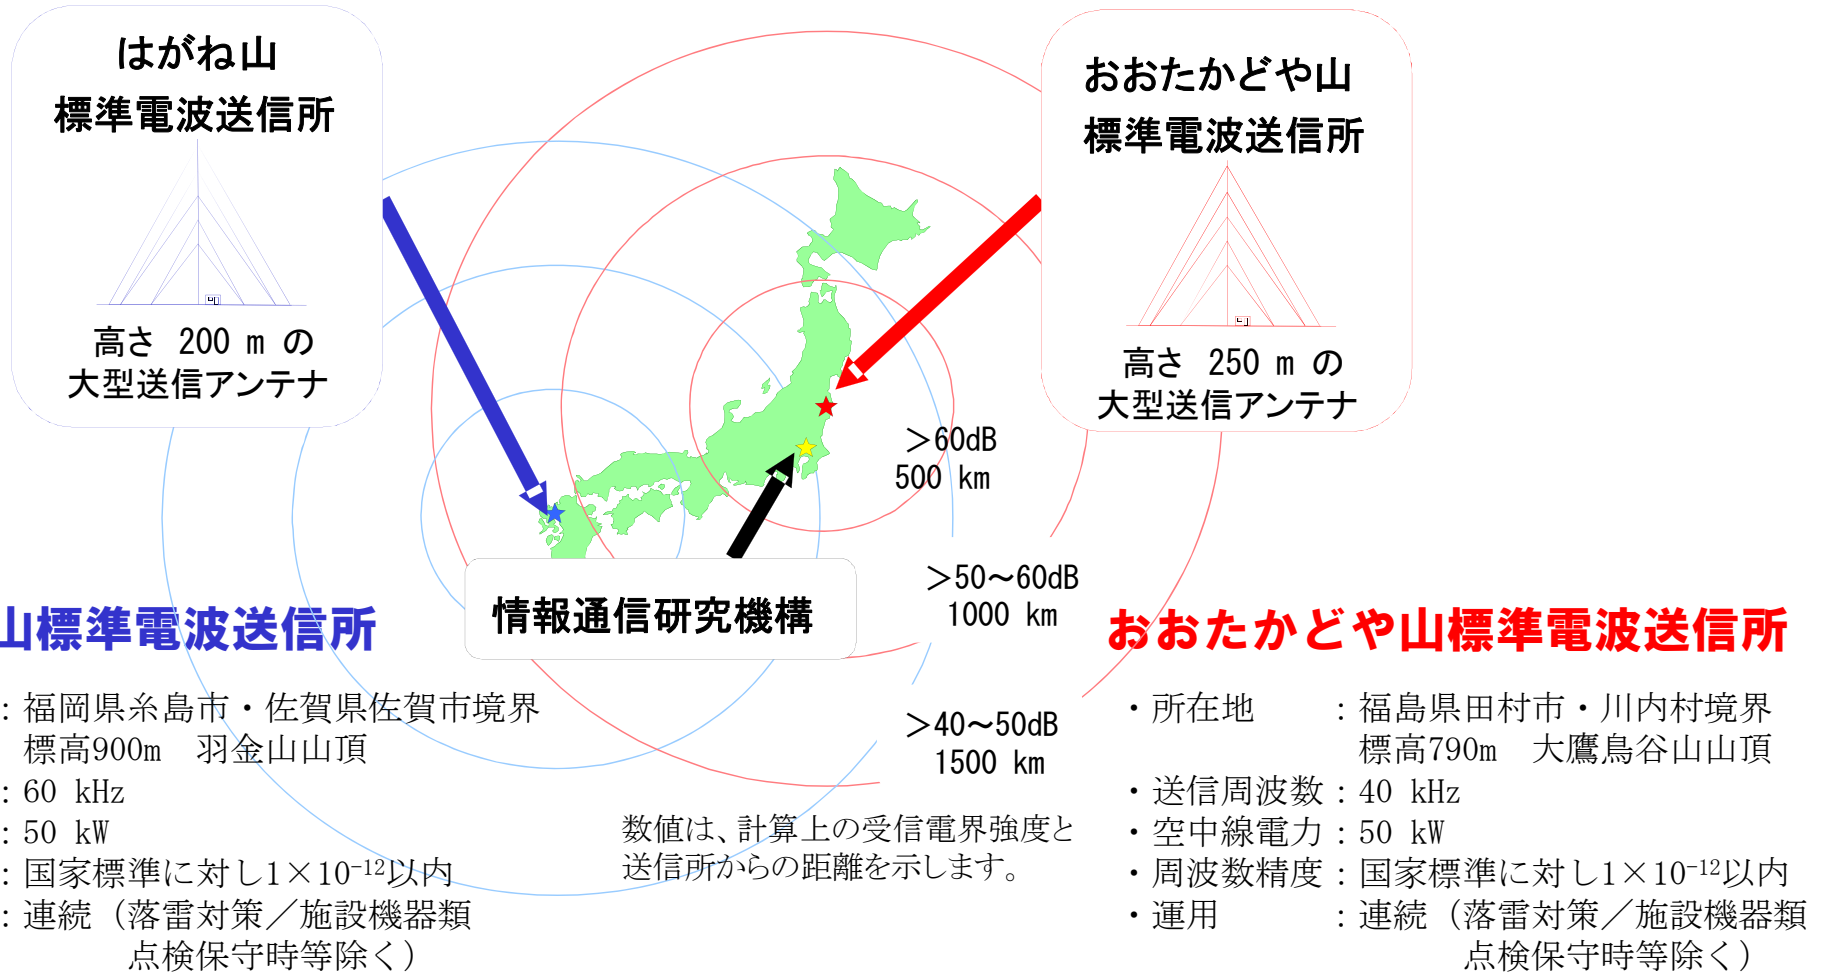 はがね山
標準電波送信所
高さ 200 m の
大型送信アンテナ
おおたかどや山
標準電波送信所
高さ 250 m の
大型送信アンテナ
＞60dB
500 km
＞50～60dB
1000 km
＞40～50dB
1500 km
情報通信研究機構
数値は、計算上の受信電界強度と
送信所からの距離を示します。
山標準電波送信所
：福岡県糸島市・佐賀県佐賀市境界
標高900m　羽金山山頂
：60 kHz
：50 kW
：国家標準に対し1×10⁻¹²以内
：連続（落雷対策／施設機器類
点検保守時等除く）
おおたかどや山標準電波送信所
・所在地　　：福島県田村市・川内村境界
標高790m　大鷹鳥谷山山頂
・送信周波数：40 kHz
・空中線電力：50 kW
・周波数精度：国家標準に対し1×10⁻¹²以内
・運用　　　：連続（落雷対策／施設機器類
点検保守時等除く）